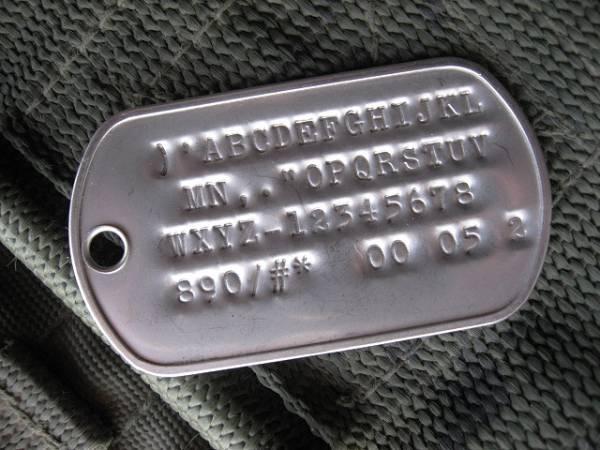 )'ABCDEFGHIJKL
MN,."OPQRSTUV
WXYZ-12345678
890/#* 00 05 2